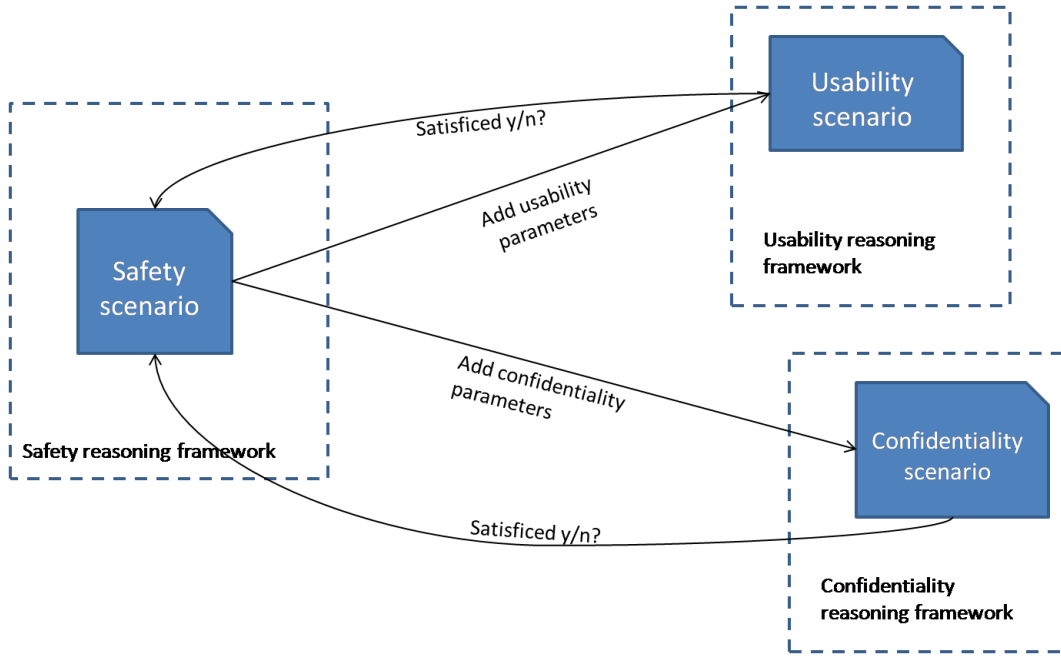 Usability
scenario
Satisficed y/n?
Add usability
parameters
Usability reasoning
framework
Safety
scenario
Add confidentiality
parameters
Safety reasoning framework
Confidentiality
scenario
Satisficed y/n?
Confidentiality
reasoning framework